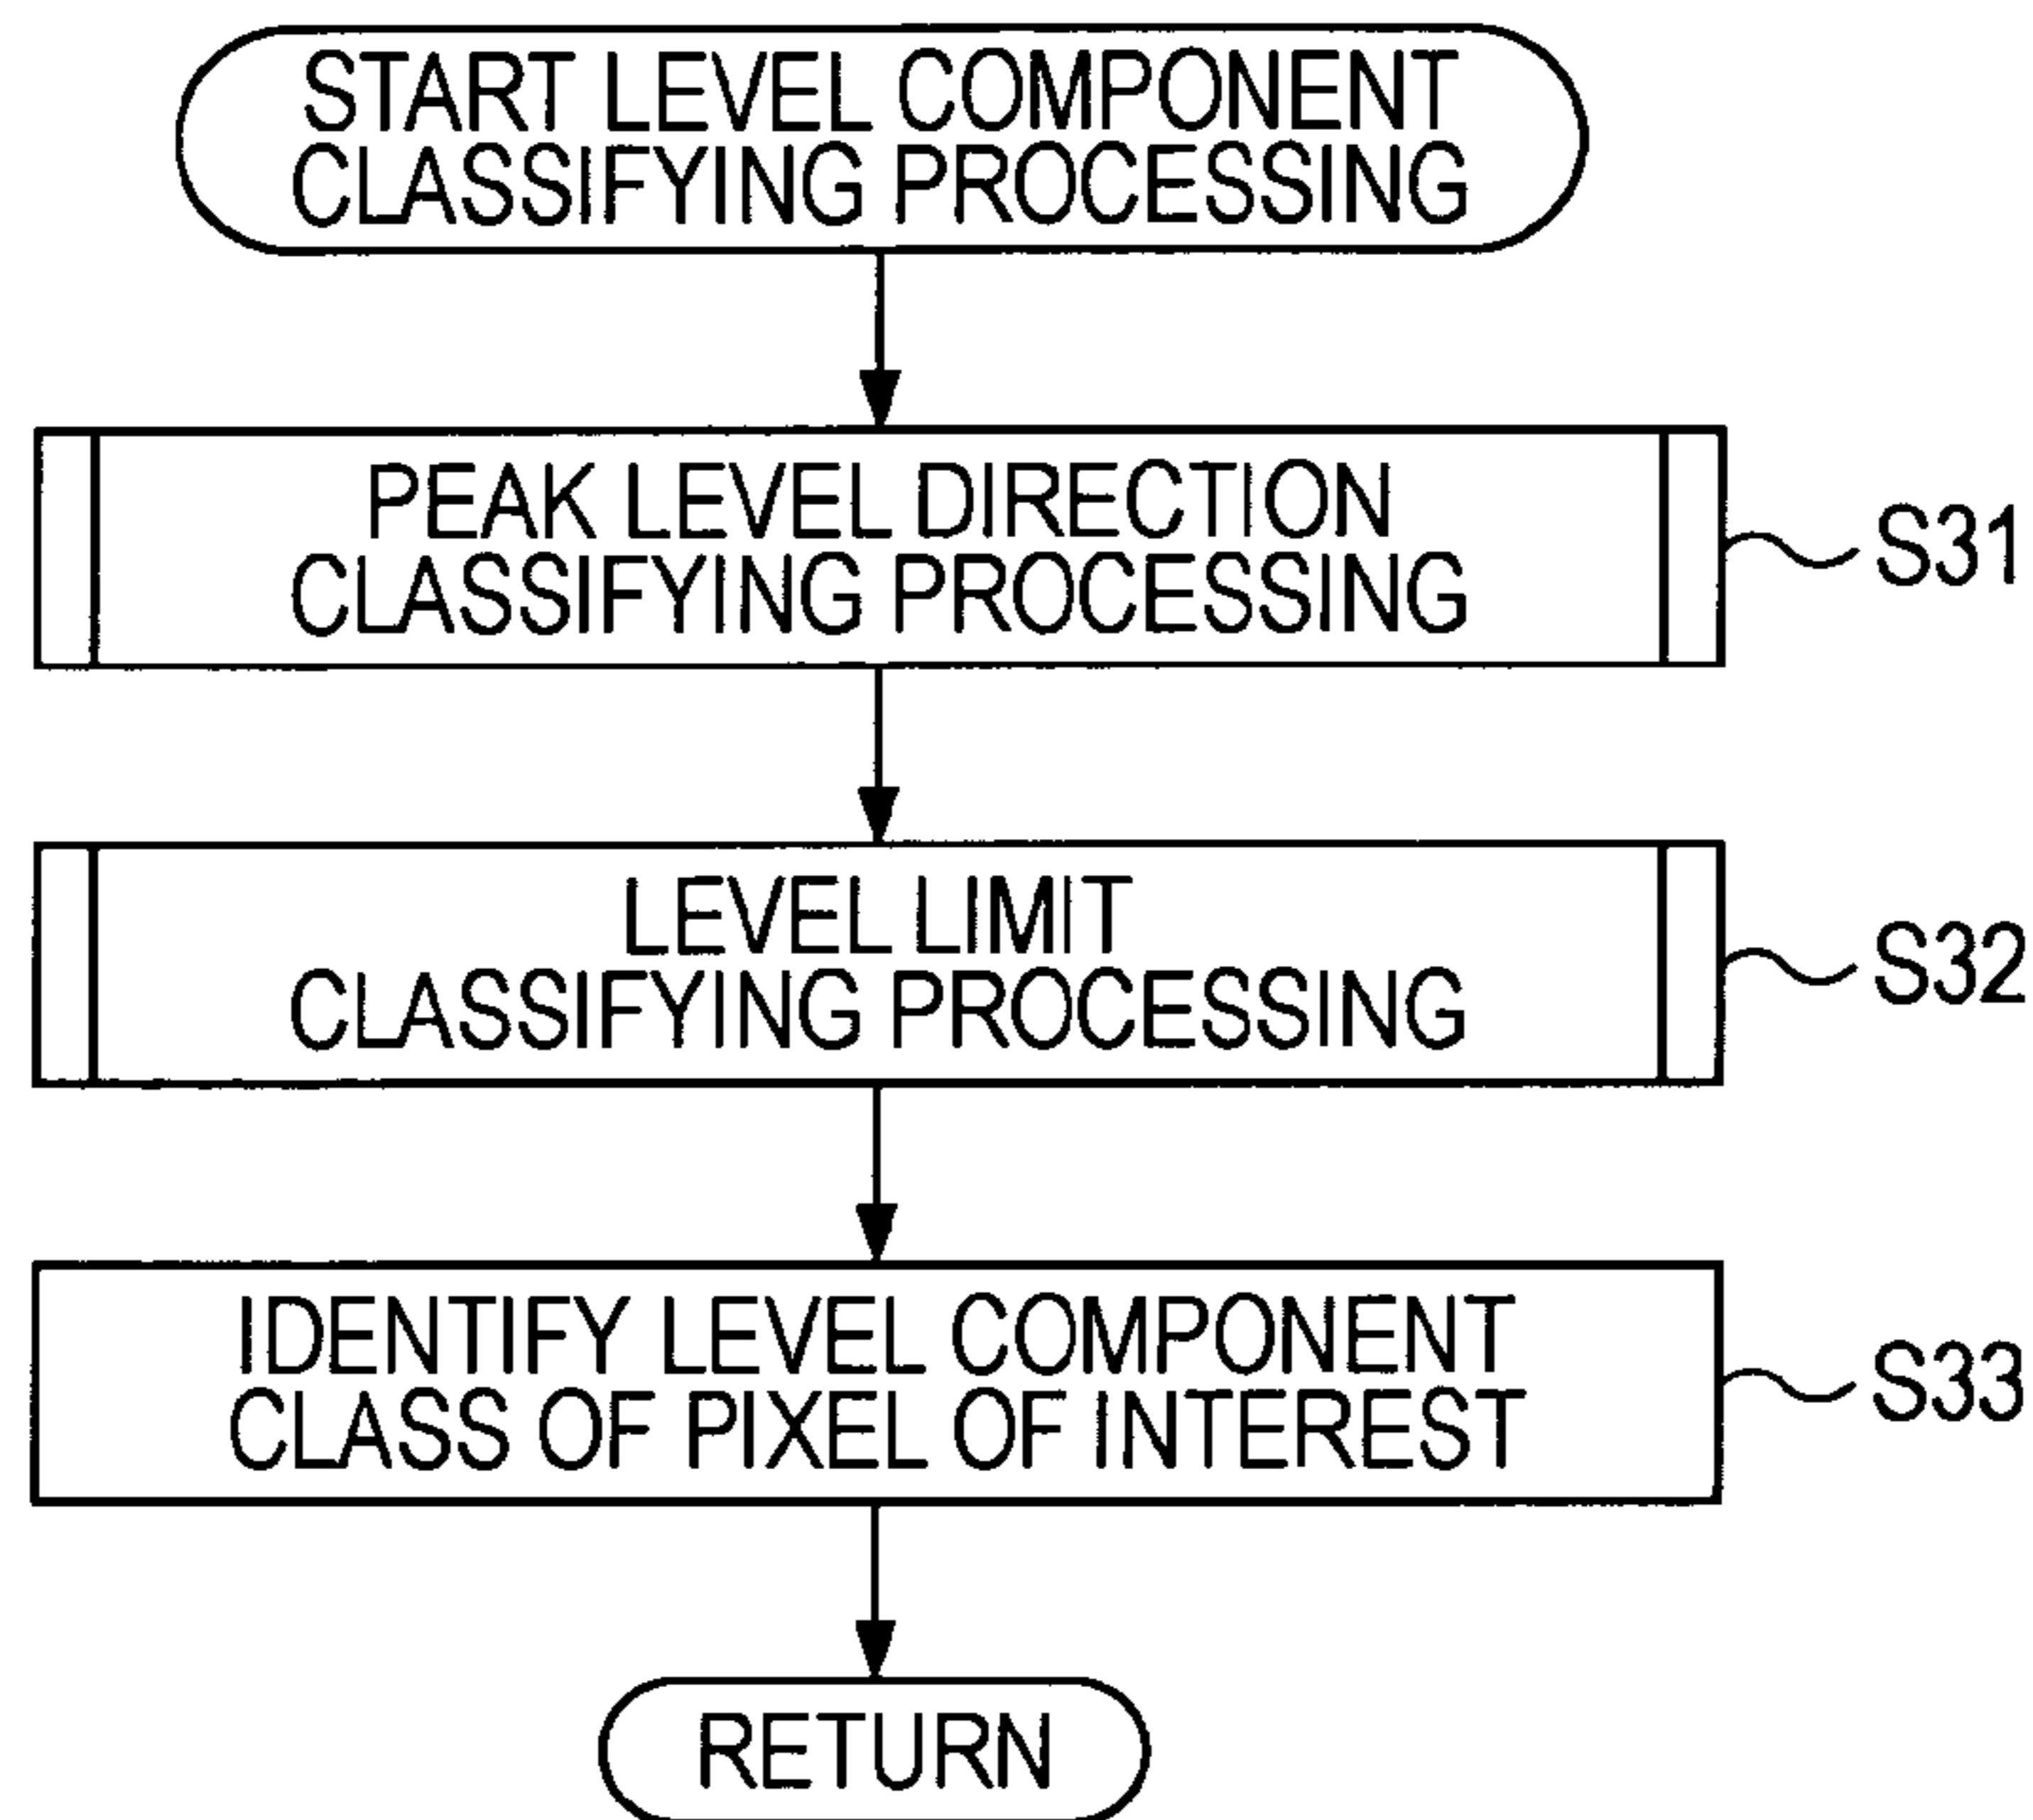 START LEVEL COMPONENT
CLASSIFYING PROCESSING
PEAK LEVEL DIRECTION
CLASSIFYING PROCESSING
S31
LEVEL LIMIT
CLASSIFYING PROCESSING
S32
IDENTIFY LEVEL COMPONENT
CLASS OF PIXEL OF INTEREST
S33
RETURN